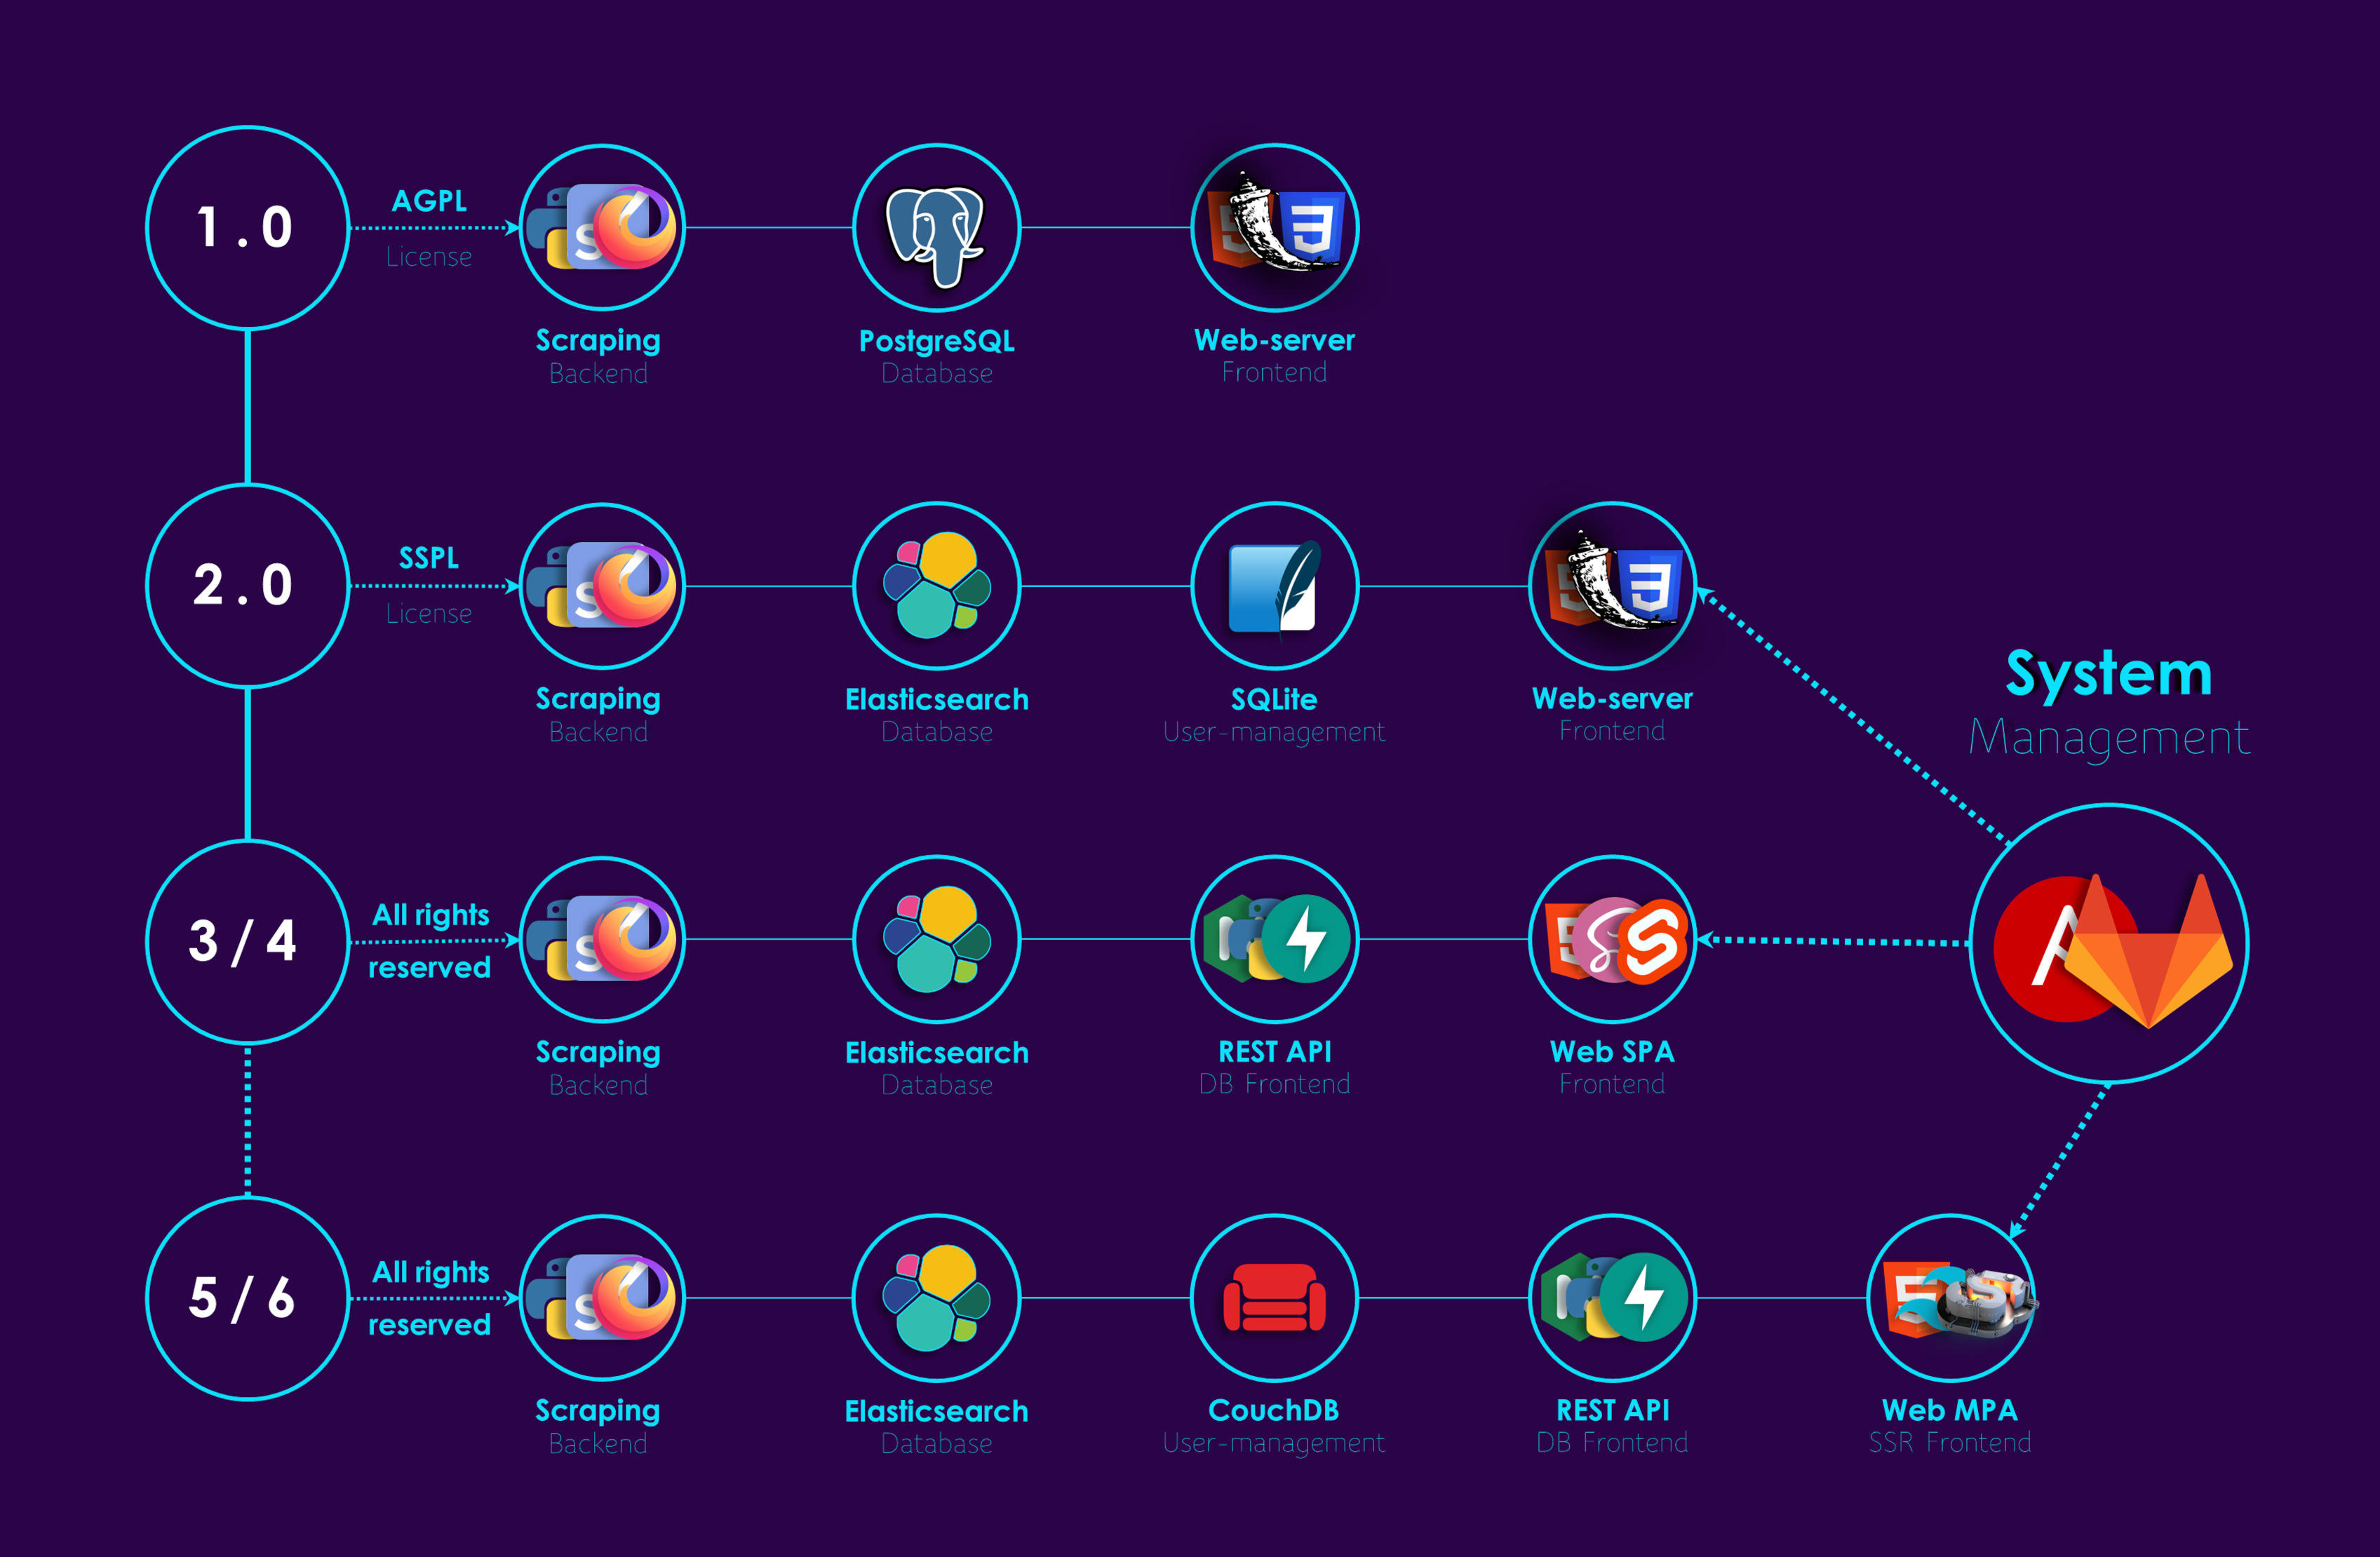 1.0
AGPL
License
Scraping
Backend
PostgreSQL
Database
Web-server
Frontend
2.0
SSPL
License
Scraping
Backend
Elasticsearch
Database
SQLite
User-management
Web-server
Frontend
System
Management
3/4
All rights
reserved
Scraping
Backend
Elasticsearch
Database
REST API
DB Frontend
Web SPA
Frontend
5/6
All rights
reserved
Scraping
Backend
Elasticsearch
Database
CouchDB
User-management
REST API
DB Frontend
Web MPA
SSR Frontend